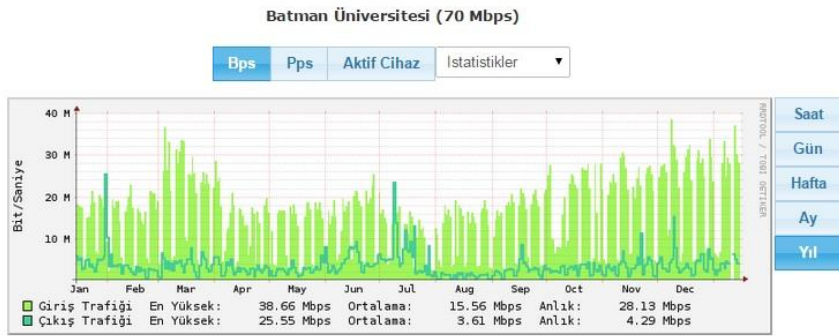 Batman Üniversitesi (70 Mbps)
Bps Pps Aktif Cihaz Istatistikler
40 M
30 M
20 M
10 M
Bit/Saniye
RRDTOOL / TOBI OETIKER
Jan Feb Mar Apr May Jun Jul Aug Sep Oct Nov Dec
Giriş Trafiği En Yüksek: 38.66 Mbps Ortalama: 15.56 Mbps Anlık: 28.13 Mbps
Çıkış Trafiği En Yüksek: 25.55 Mbps Ortalama: 3.61 Mbps Anlık: 4.29 Mbps
Saat
Gün
Hafta
Ay
Yıl